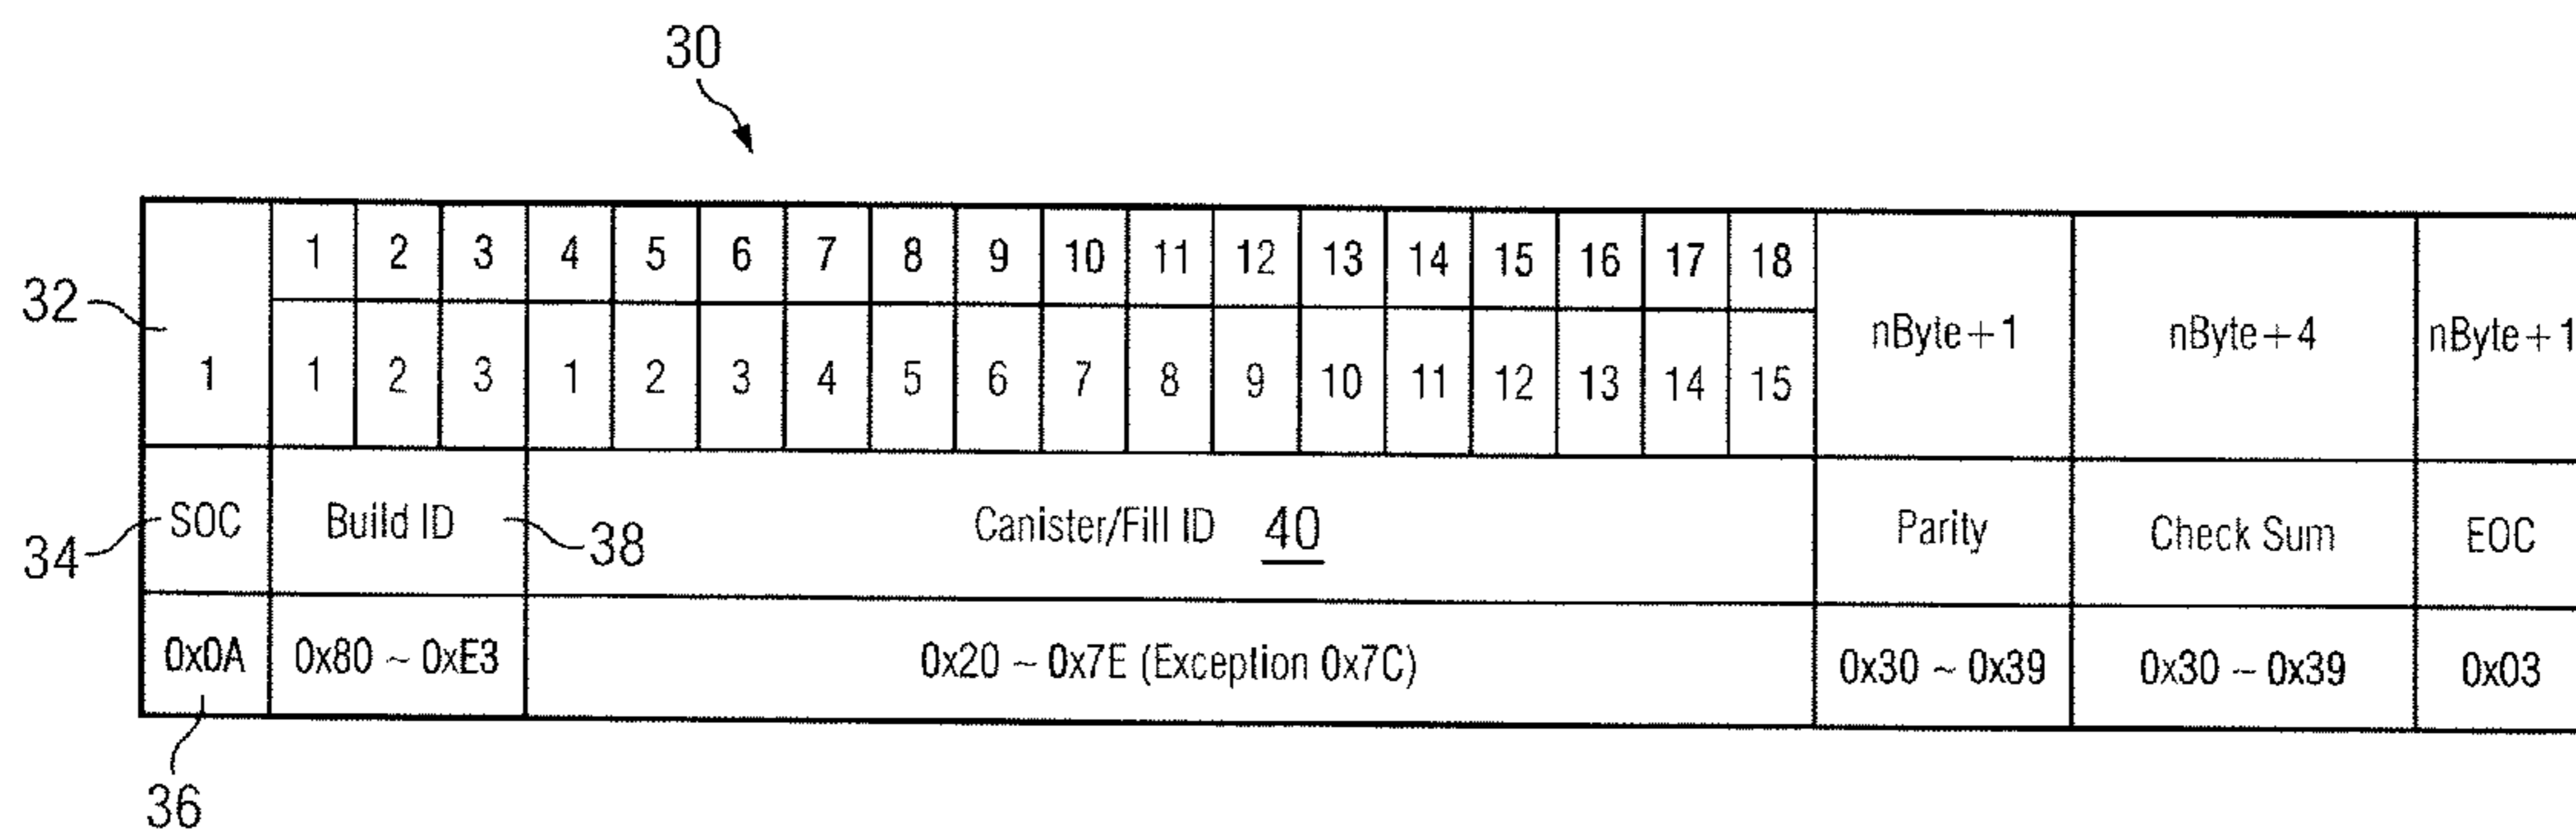 30
1 2 3 4 5 6 7 8 9 10 11 12 13 14 15 16 17 18
32
nByte+1 nByte+4 nByte+1
1 1 2 3 1 2 3 4 5 6 7 8 9 10 11 12 13 14 15
34 SOC Build ID 38 Canister/Fill ID 40 Parity Check Sum EOC
0x0A 0x80 ~ 0xE3 0x20 ~ 0x7E (Exception 0x7C) 0x30 ~ 0x39 0x30 ~ 0x39 0x03
36